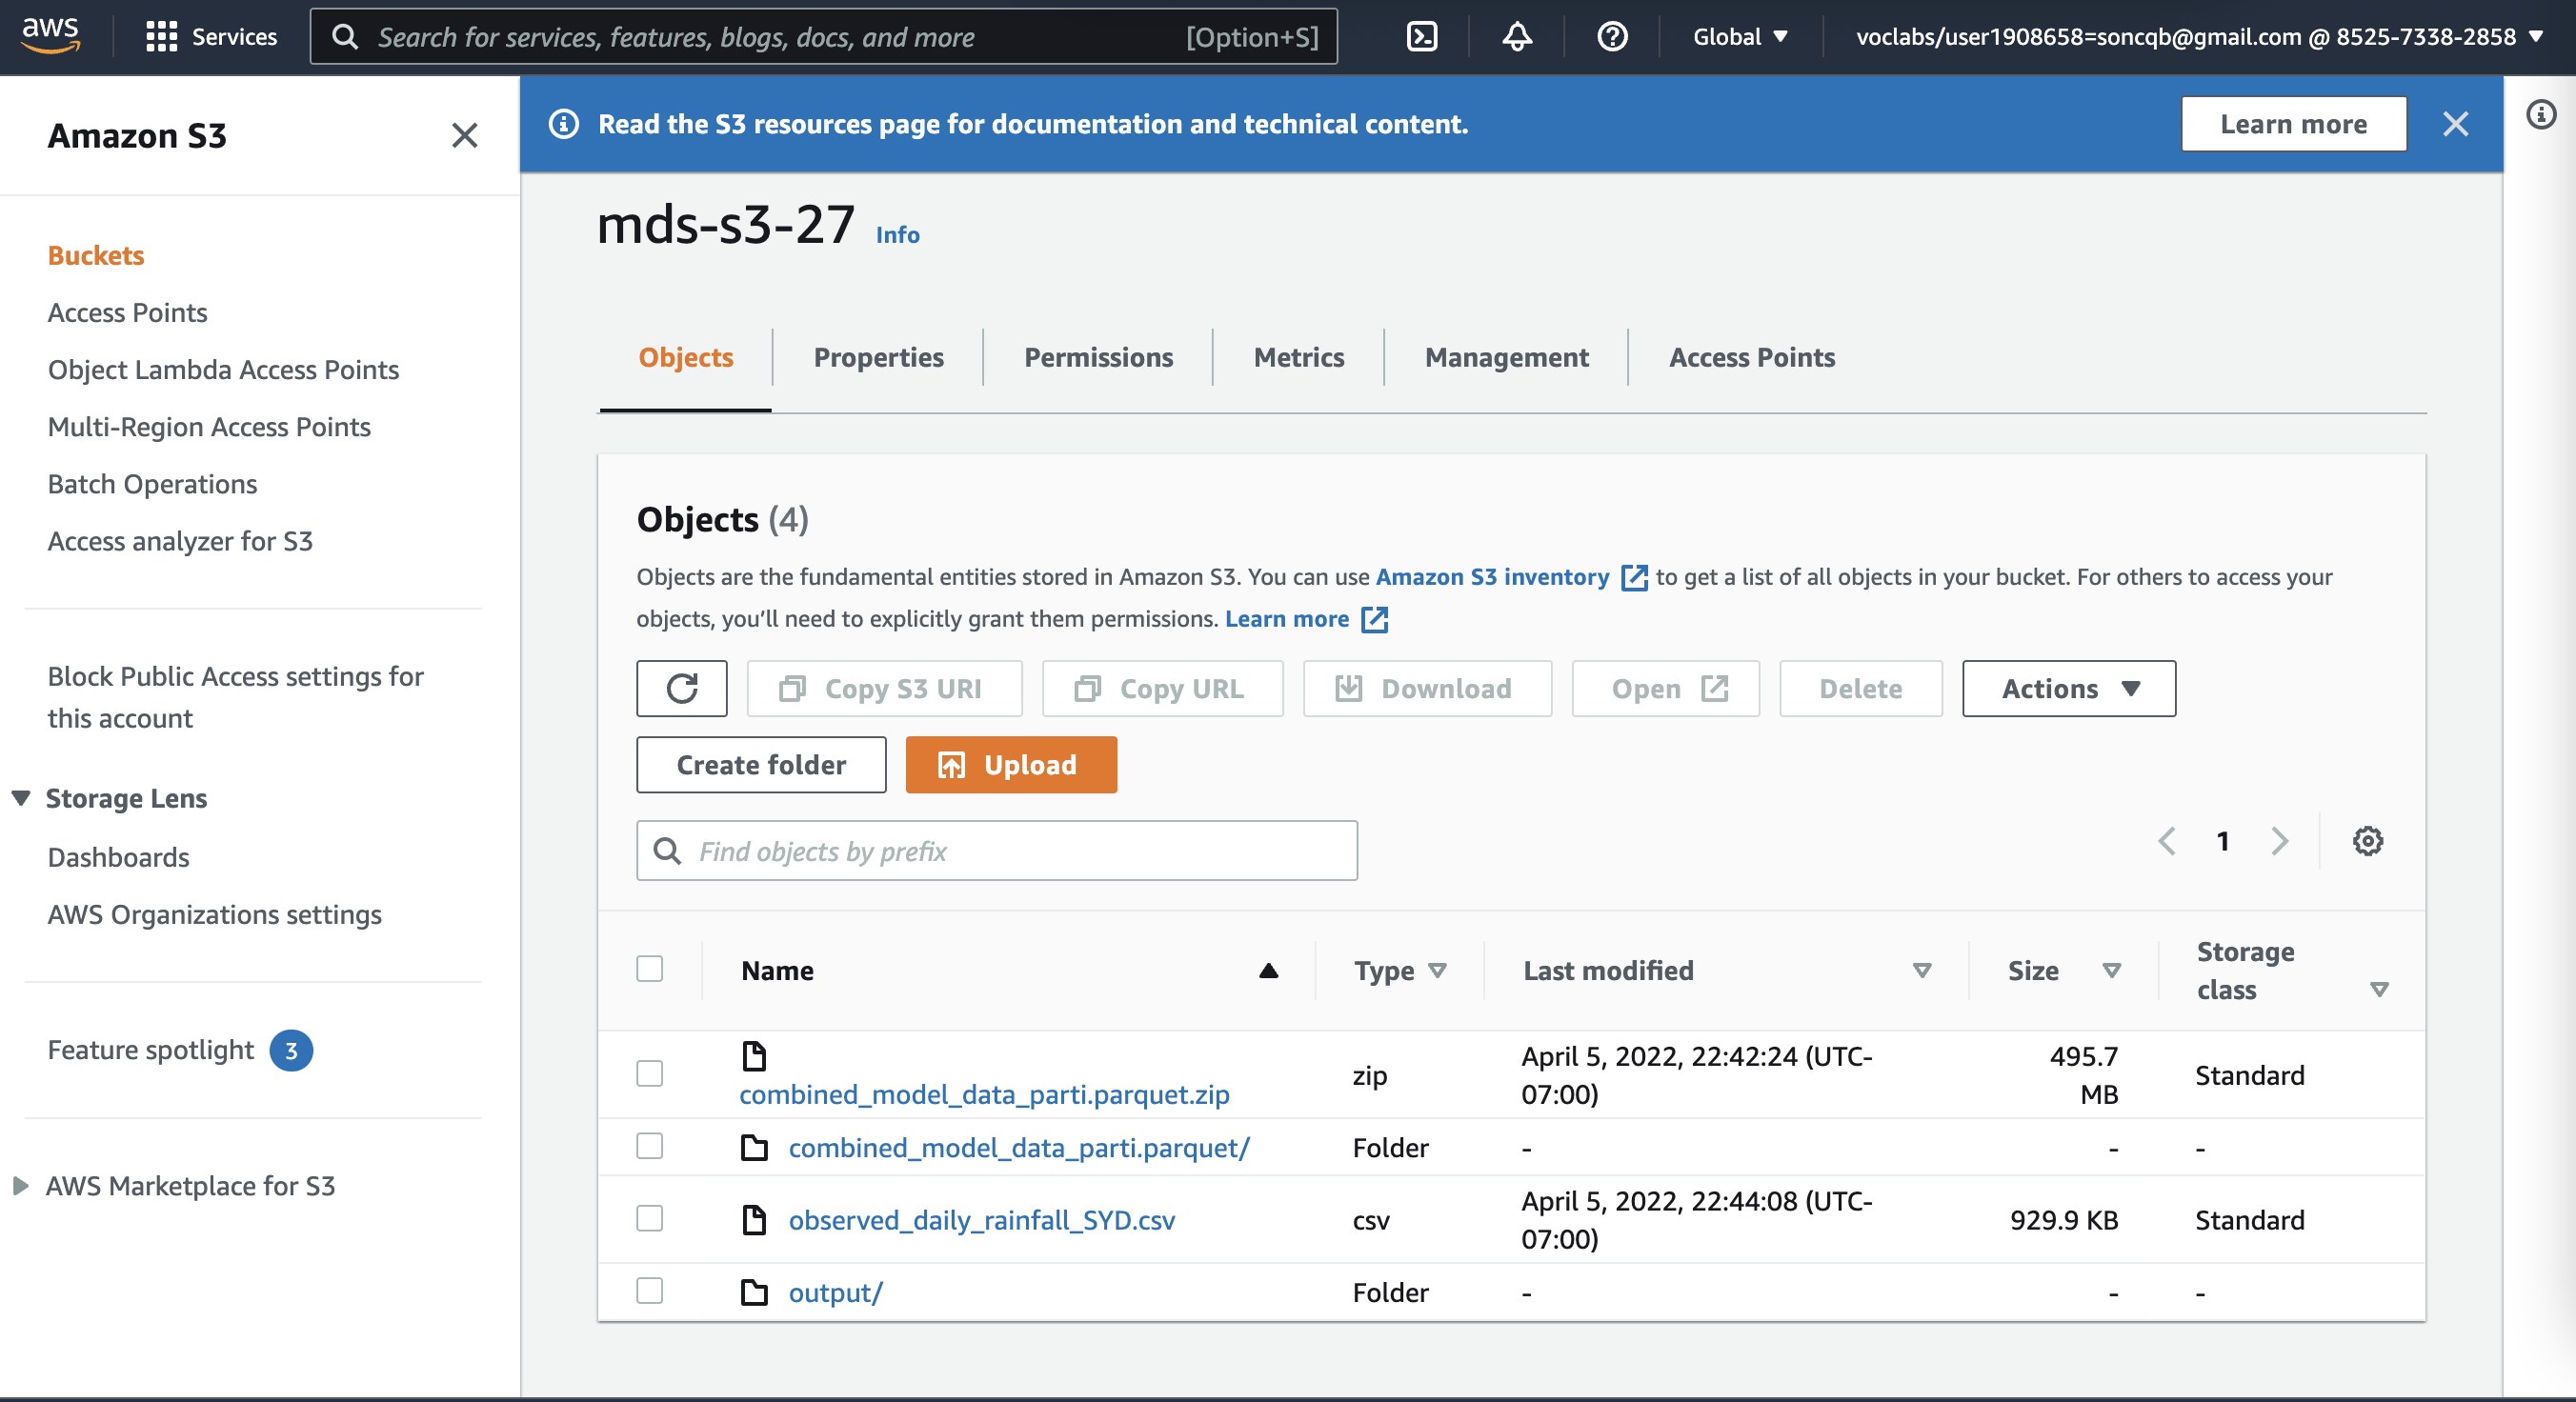 aws
Services
Search for services, features, blogs, docs, and more [Option+S]
Global
voclabs/user1908658=soncqb@gmail.com @ 8525-7338-2858
Amazon S3
Buckets
Access Points
Object Lambda Access Points
Multi-Region Access Points
Batch Operations
Access analyzer for S3
Block Public Access settings for
this account
Storage Lens
Dashboards
AWS Organizations settings
Feature spotlight 3
AWS Marketplace for S3
Read the S3 resources page for documentation and technical content.
Learn more
mds-s3-27 Info
Objects Properties Permissions Metrics Management Access Points
Objects (4)
Objects are the fundamental entities stored in Amazon S3. You can use Amazon S3 inventory to get a list of all objects in your bucket. For others to access your
objects, you’ll need to explicitly grant them permissions. Learn more
Copy S3 URI Copy URL Download Open Delete Actions
Create folder Upload
Find objects by prefix
1
Name Type Last modified Size Storage
class
combined_model_data_parti.parquet.zip zip April 5, 2022, 22:42:24 (UTC-
07:00) 495.7
MB Standard
combined_model_data_parti.parquet/ Folder - - -
observed_daily_rainfall_SYD.csv csv April 5, 2022, 22:44:08 (UTC-
07:00) 929.9 KB Standard
output/ Folder - - -